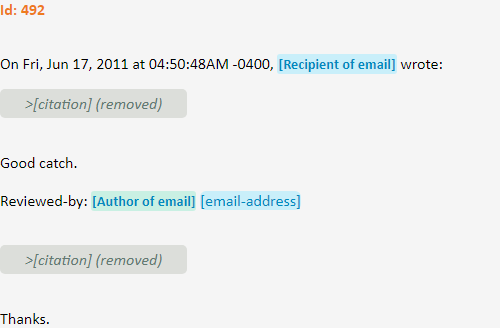 Id: 492
On Fri, Jun 17, 2011 at 04:50:48AM -0400, [Recipient of email] wrote:
>[citation] (removed)
Good catch.
Reviewed-by: [Author of email] [email-address]
>[citation] (removed)
Thanks.